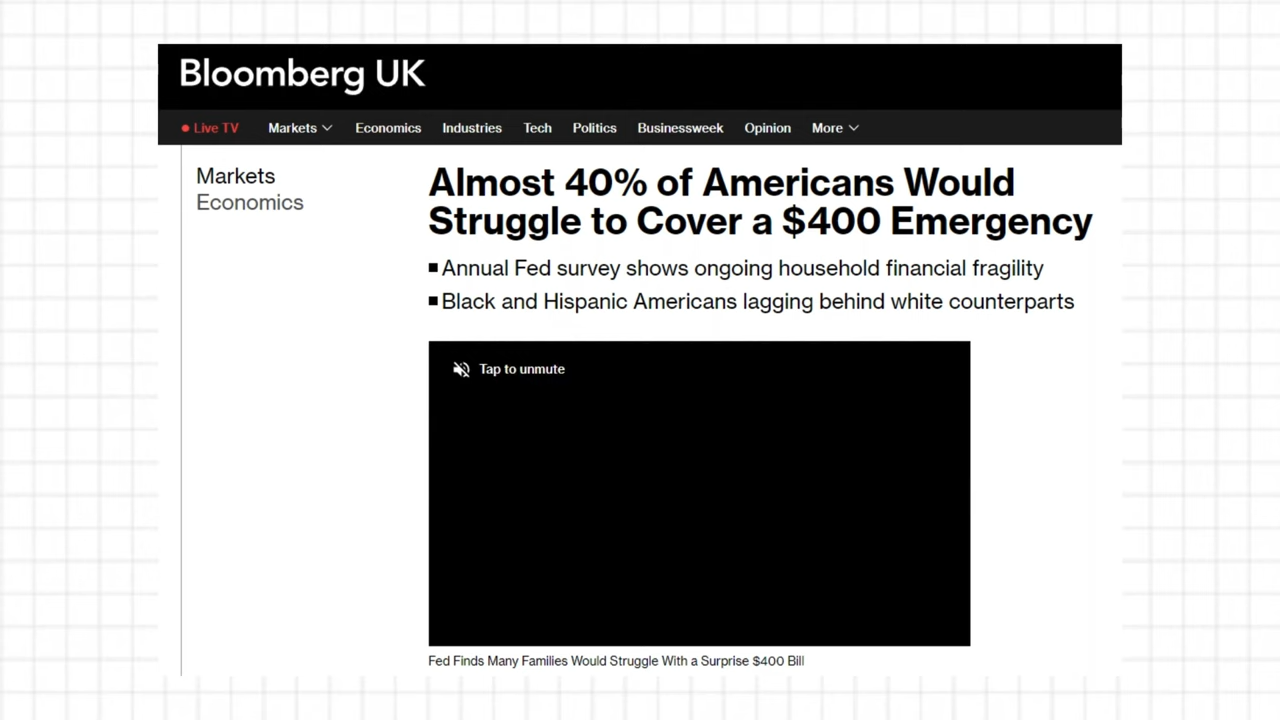 Bloomberg UK
Live TV Markets Economics Industries Tech Politics Businessweek Opinion More
Markets
Economics
Almost 40% of Americans Would
Struggle to Cover a $400 Emergency
Annual Fed survey shows ongoing household financial fragility
Black and Hispanic Americans lagging behind white counterparts
Tap to unmute
Fed Finds Many Families Would Struggle With a Surprise $400 Bill